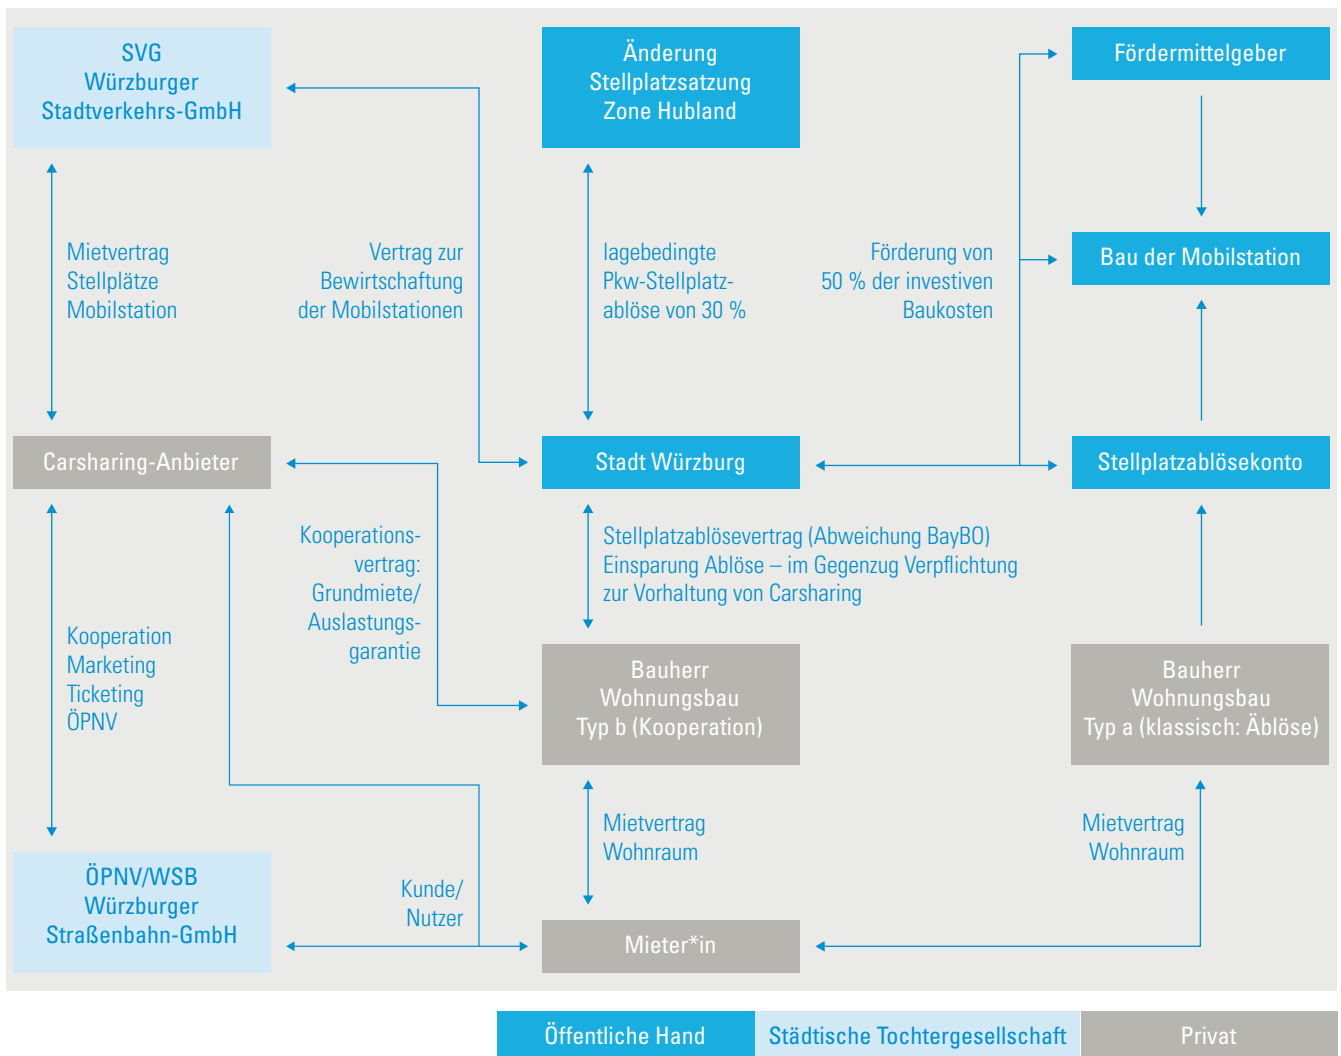 SVG
Würzburger
Stadtverkehrs-GmbH
Änderung
Stellplatzsatzung
Zone Hubland
Fördermittelgeber
Mietvertrag
Stellplätze
Mobilstation
Vertrag zur
Bewirtschaftung
der Mobilstationen
lagebedingte
Pkw-Stellplatz-
ablöse von 30 %
Förderung von
50 % der investiven
Baukosten
Bau der Mobilstation
Carsharing-Anbieter
Stadt Würzburg
Stellplatzablösekonto
Kooperations-
vertrag:
Grundmiete/
Auslastungs-
garantie
Stellplatzablösevertrag (Abweichung BayBO)
Einsparung Ablöse – im Gegenzug Verpflichtung
zur Vorhaltung von Carsharing
Kooperation
Marketing
Ticketing
ÖPNV
Bauherr
Wohnungsbau
Typ b (Kooperation)
Bauherr
Wohnungsbau
Typ a (klassisch: Äblöse)
Mietvertrag
Wohnraum
Mietvertrag
Wohnraum
ÖPNV/WSB
Würzburger
Straßenbahn-GmbH
Kunde/
Nutzer
Mieter*in
Öffentliche Hand
Städtische Tochtergesellschaft
Privat